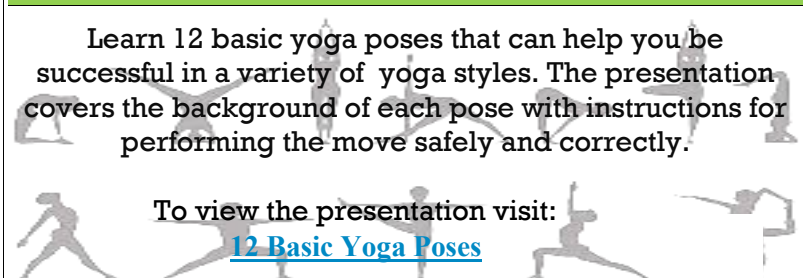 Learn 12 basic yoga poses that can help you be
successful in a variety of  yoga styles. The presentation
covers the background of each pose with instructions for
performing the move safely and correctly.
To view the presentation visit:
12 Basic Yoga Poses